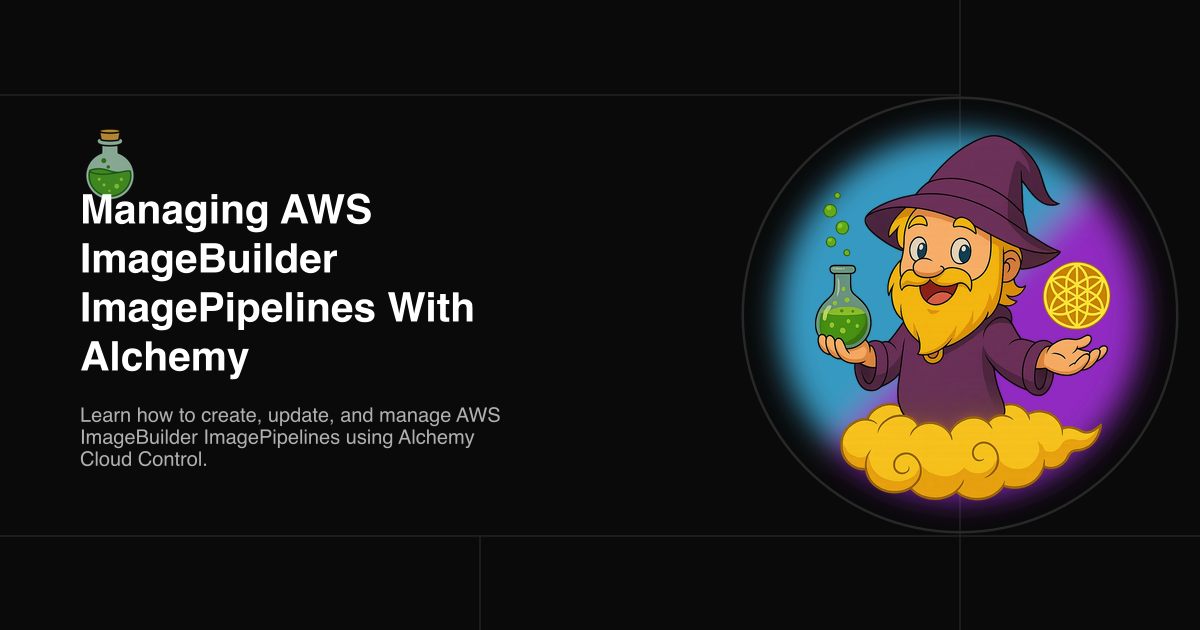 Managing AWS
ImageBuilder
ImagePipelines With
Alchemy
Learn how to create, update, and manage AWS
ImageBuilder ImagePipelines using Alchemy
Cloud Control.